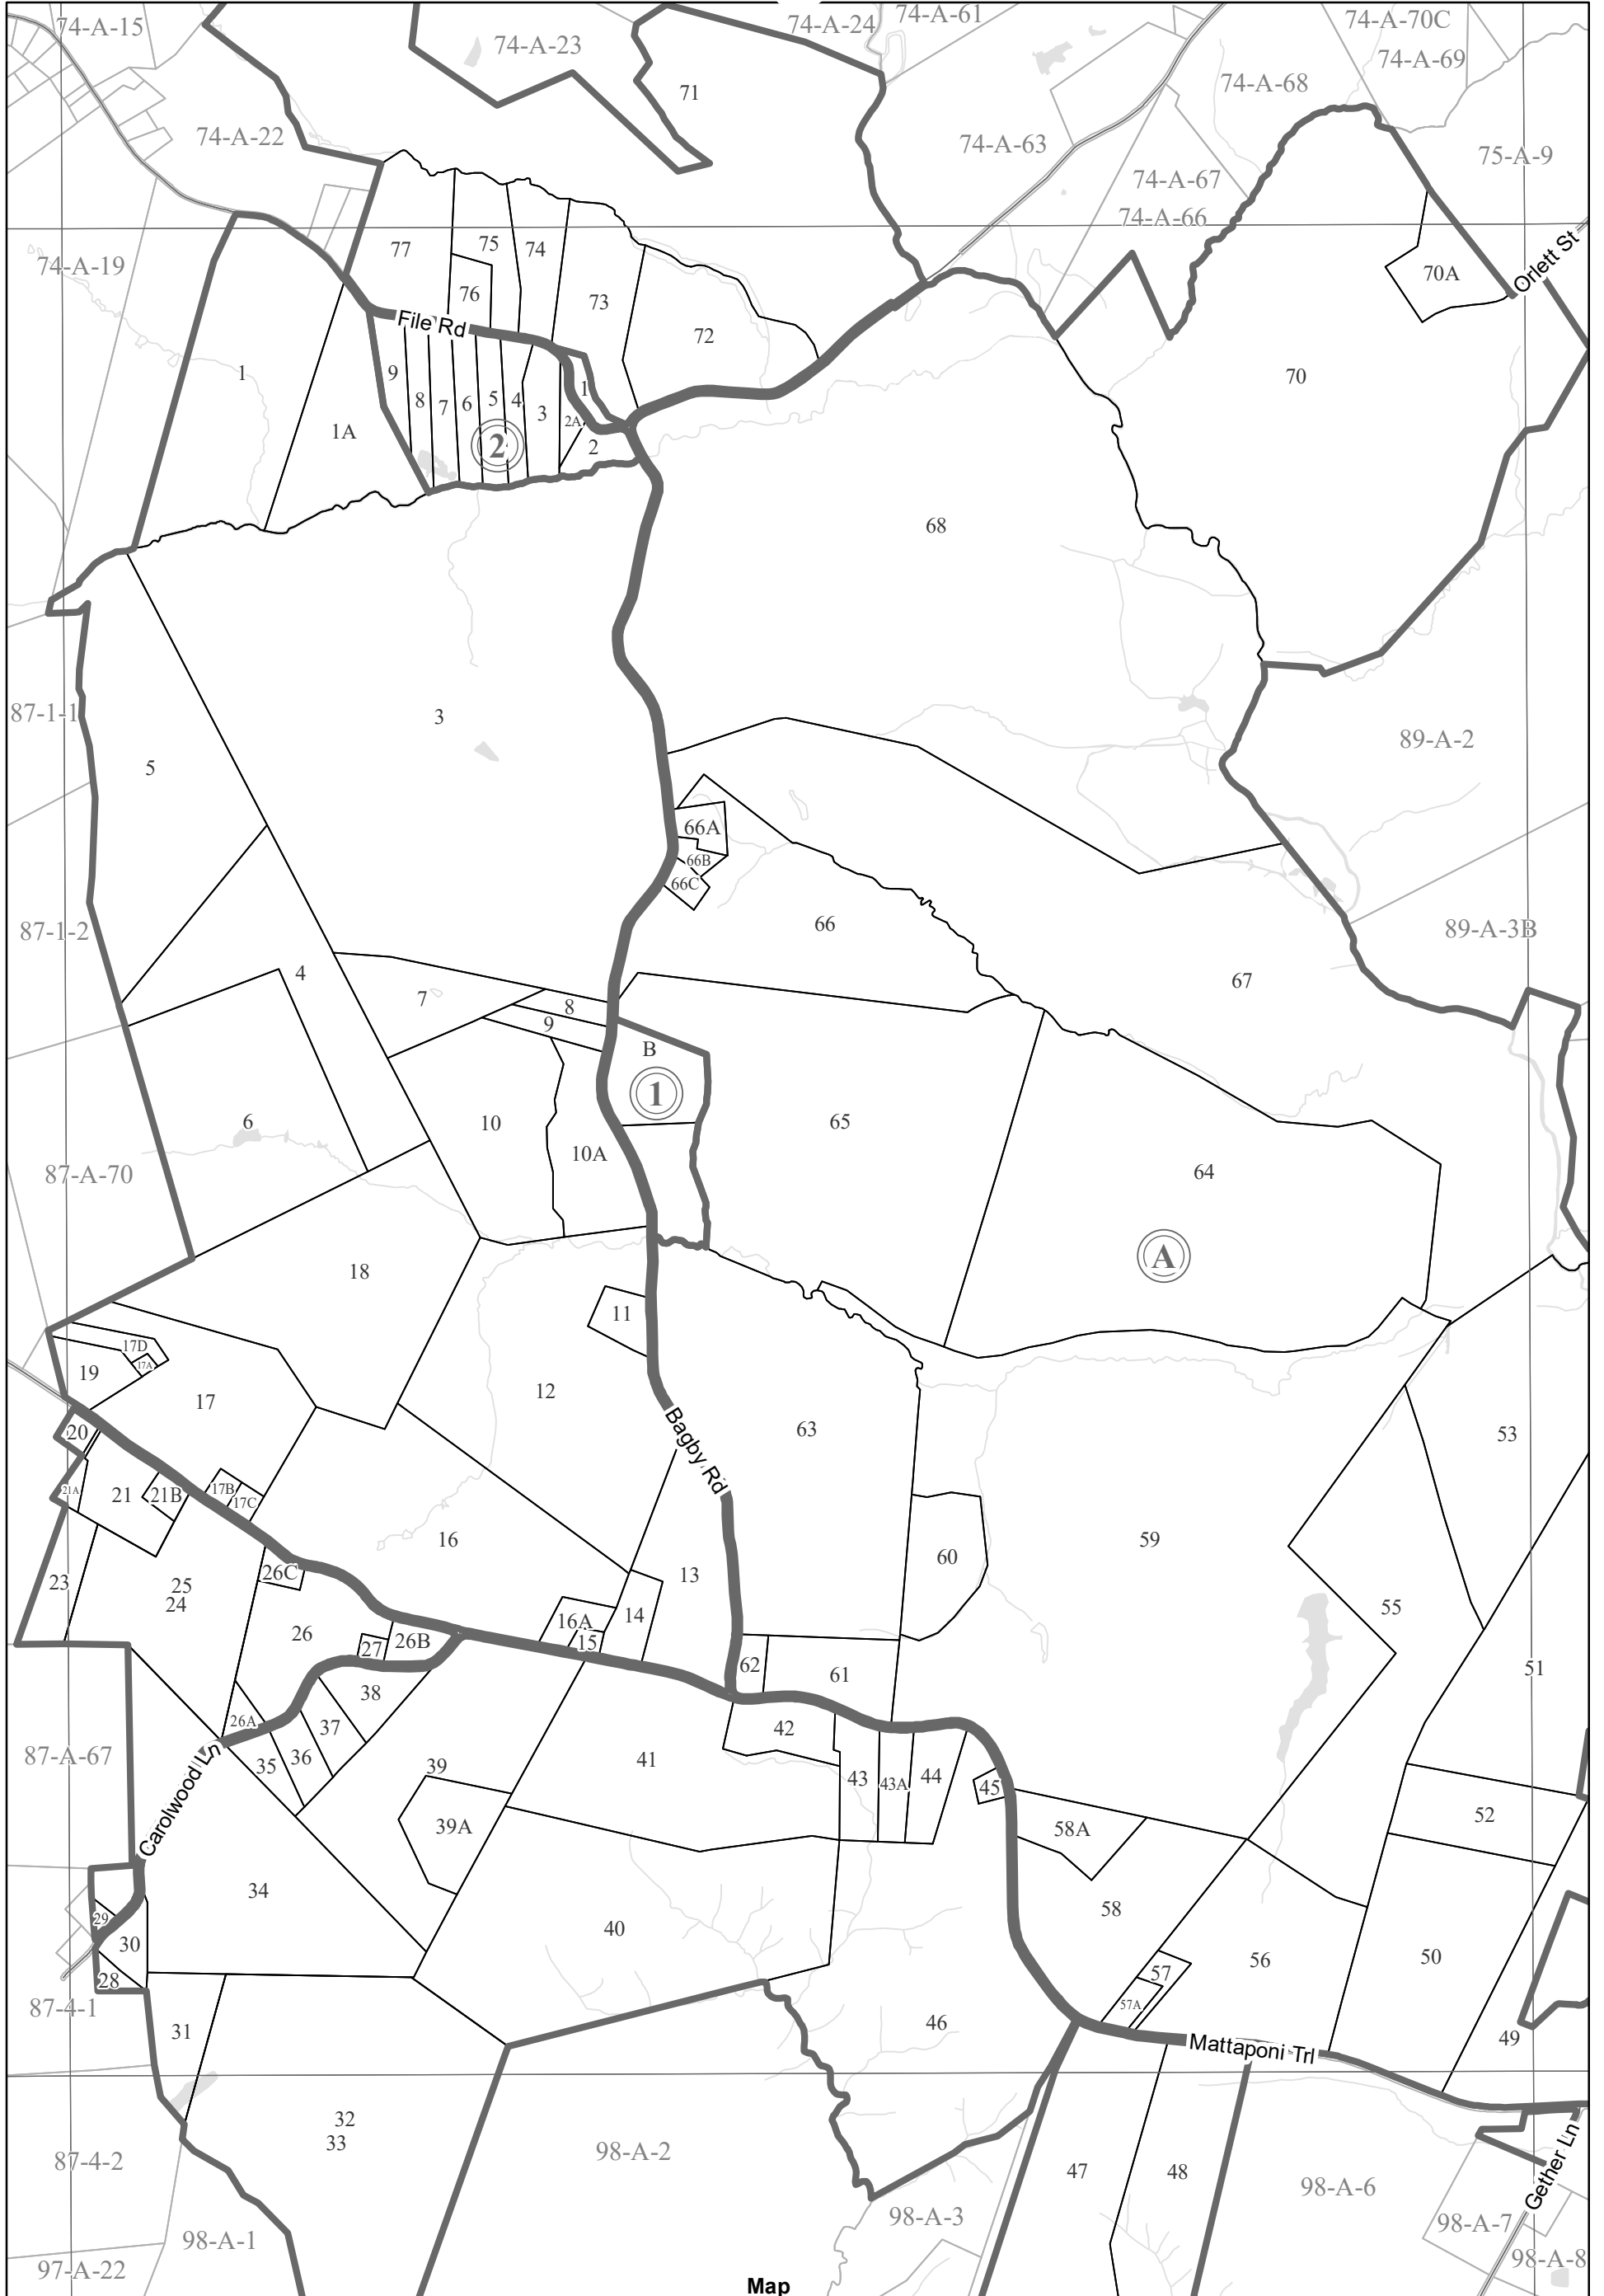 74-A-15
74-A-23
74-A-24
74-A-61
74-A-70C
74-A-69
74-A-68
71
74-A-22
74-A-63
75-A-9
74-A-67
74-A-66
74-A-19
77
75
74
76
73
72
70A
Orlett St
File Rd
1
1A
9
8
7
6
5
4
3
2A
1
2
2
70
68
87-1-1
3
5
89-A-2
66A
66B
66C
66
87-1-2
89-A-3B
4
7
8
9
67
B
1
6
10
10A
65
64
87-A-70
A
18
11
17D
17A
19
12
17
63
20
53
Bagby Rd
21A
21
21B
17B
17C
16
59
60
26C
13
23
25
24
16A
14
15
55
26
27
26B
62
61
51
38
26A
37
36
35
42
87-A-67
39
41
43
43A
44
45
52
Carolwood Ln
39A
58A
34
58
29
30
40
56
50
28
57
57A
87-4-1
31
46
49
Mattaponi Trl
32
33
98-A-2
87-4-2
47
48
98-A-6
Gether Ln
98-A-1
98-A-3
98-A-7
97-A-22
98-A-8
Map